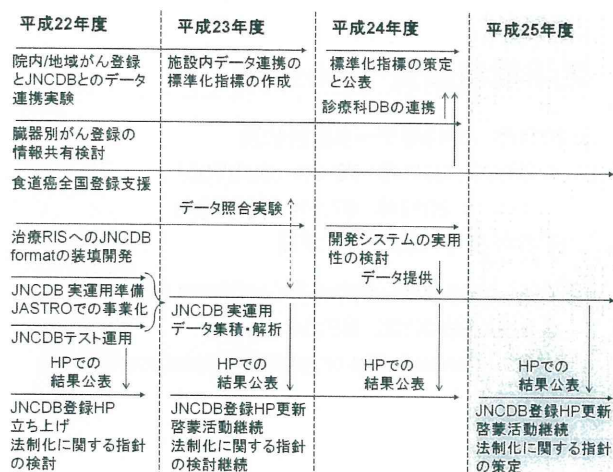 平成22年度
平成23年度
平成24年度
平成25年度
院内/地域がん登録
とJNCDBとのデータ
連携実験
施設内データ連携の
標準化指標の作成
標準化指標の策定
と公表
診療科DBの連携
臓器別がん登録の
情報共有検討
食道癌全国登録支援
データ照合実験
治療RISへのJNCDB
formatの装填開発
開発システムの実用
性の検討
データ提供
JNCDB 実運用準備
JASTROでの事業化
JNCDBテスト運用
JNCDB 実運用
データ集積・解析
HPでの
結果公表
HPでの
結果公表
HPでの
結果公表
HPでの
結果公表
JNCDB登録HP
立ち上げ
法制化に関する指針
の検討
JNCDB登録HP更新
啓蒙活動継続
法制化に関する指針
の検討継続
JNCDB登録HP更新
啓蒙活動継続
法制化に関する指針
の策定